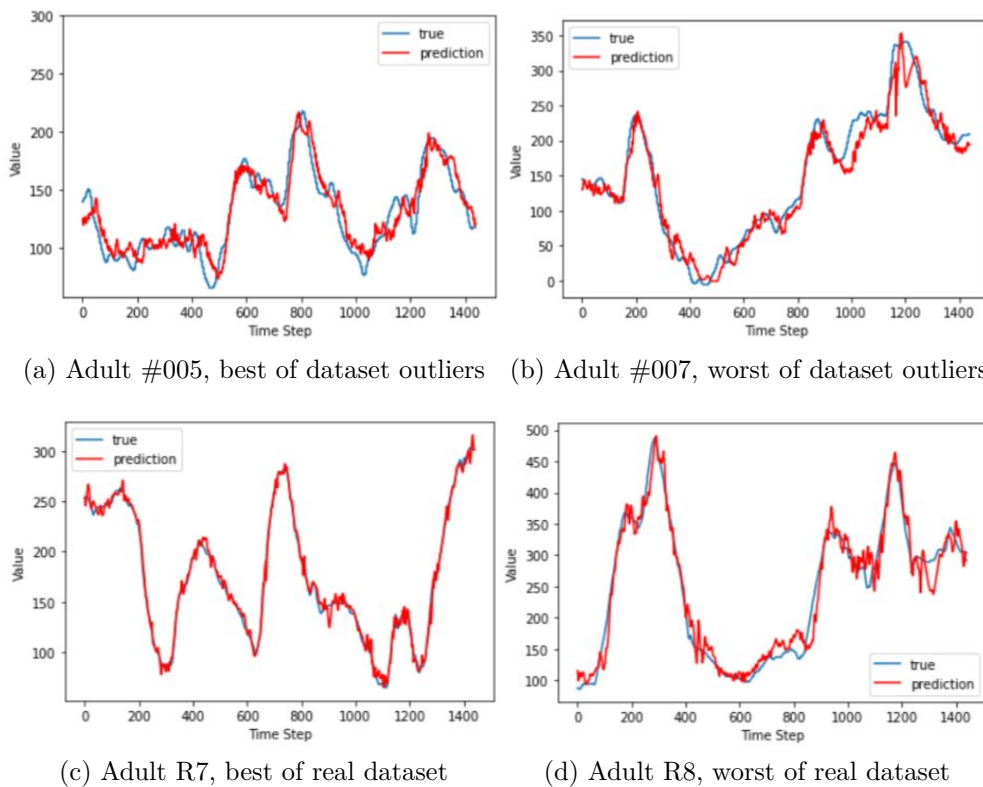 300
250
200
150
100
Value
true
prediction
0 200 400 600 800 1000 1200 1400
Time Step
(a) Adult #005, best of dataset outliers
350
300
250
200
150
100
50
0
Value
true
prediction
0 200 400 600 800 1000 1200 1400
Time Step
(b) Adult #007, worst of dataset outliers
300
250
200
150
100
Value
true
prediction
0 200 400 600 800 1000 1200 1400
Time Step
(c) Adult R7, best of real dataset
500
450
400
350
300
250
200
150
100
Value
true
prediction
0 200 400 600 800 1000 1200 1400
Time Step
(d) Adult R8, worst of real dataset